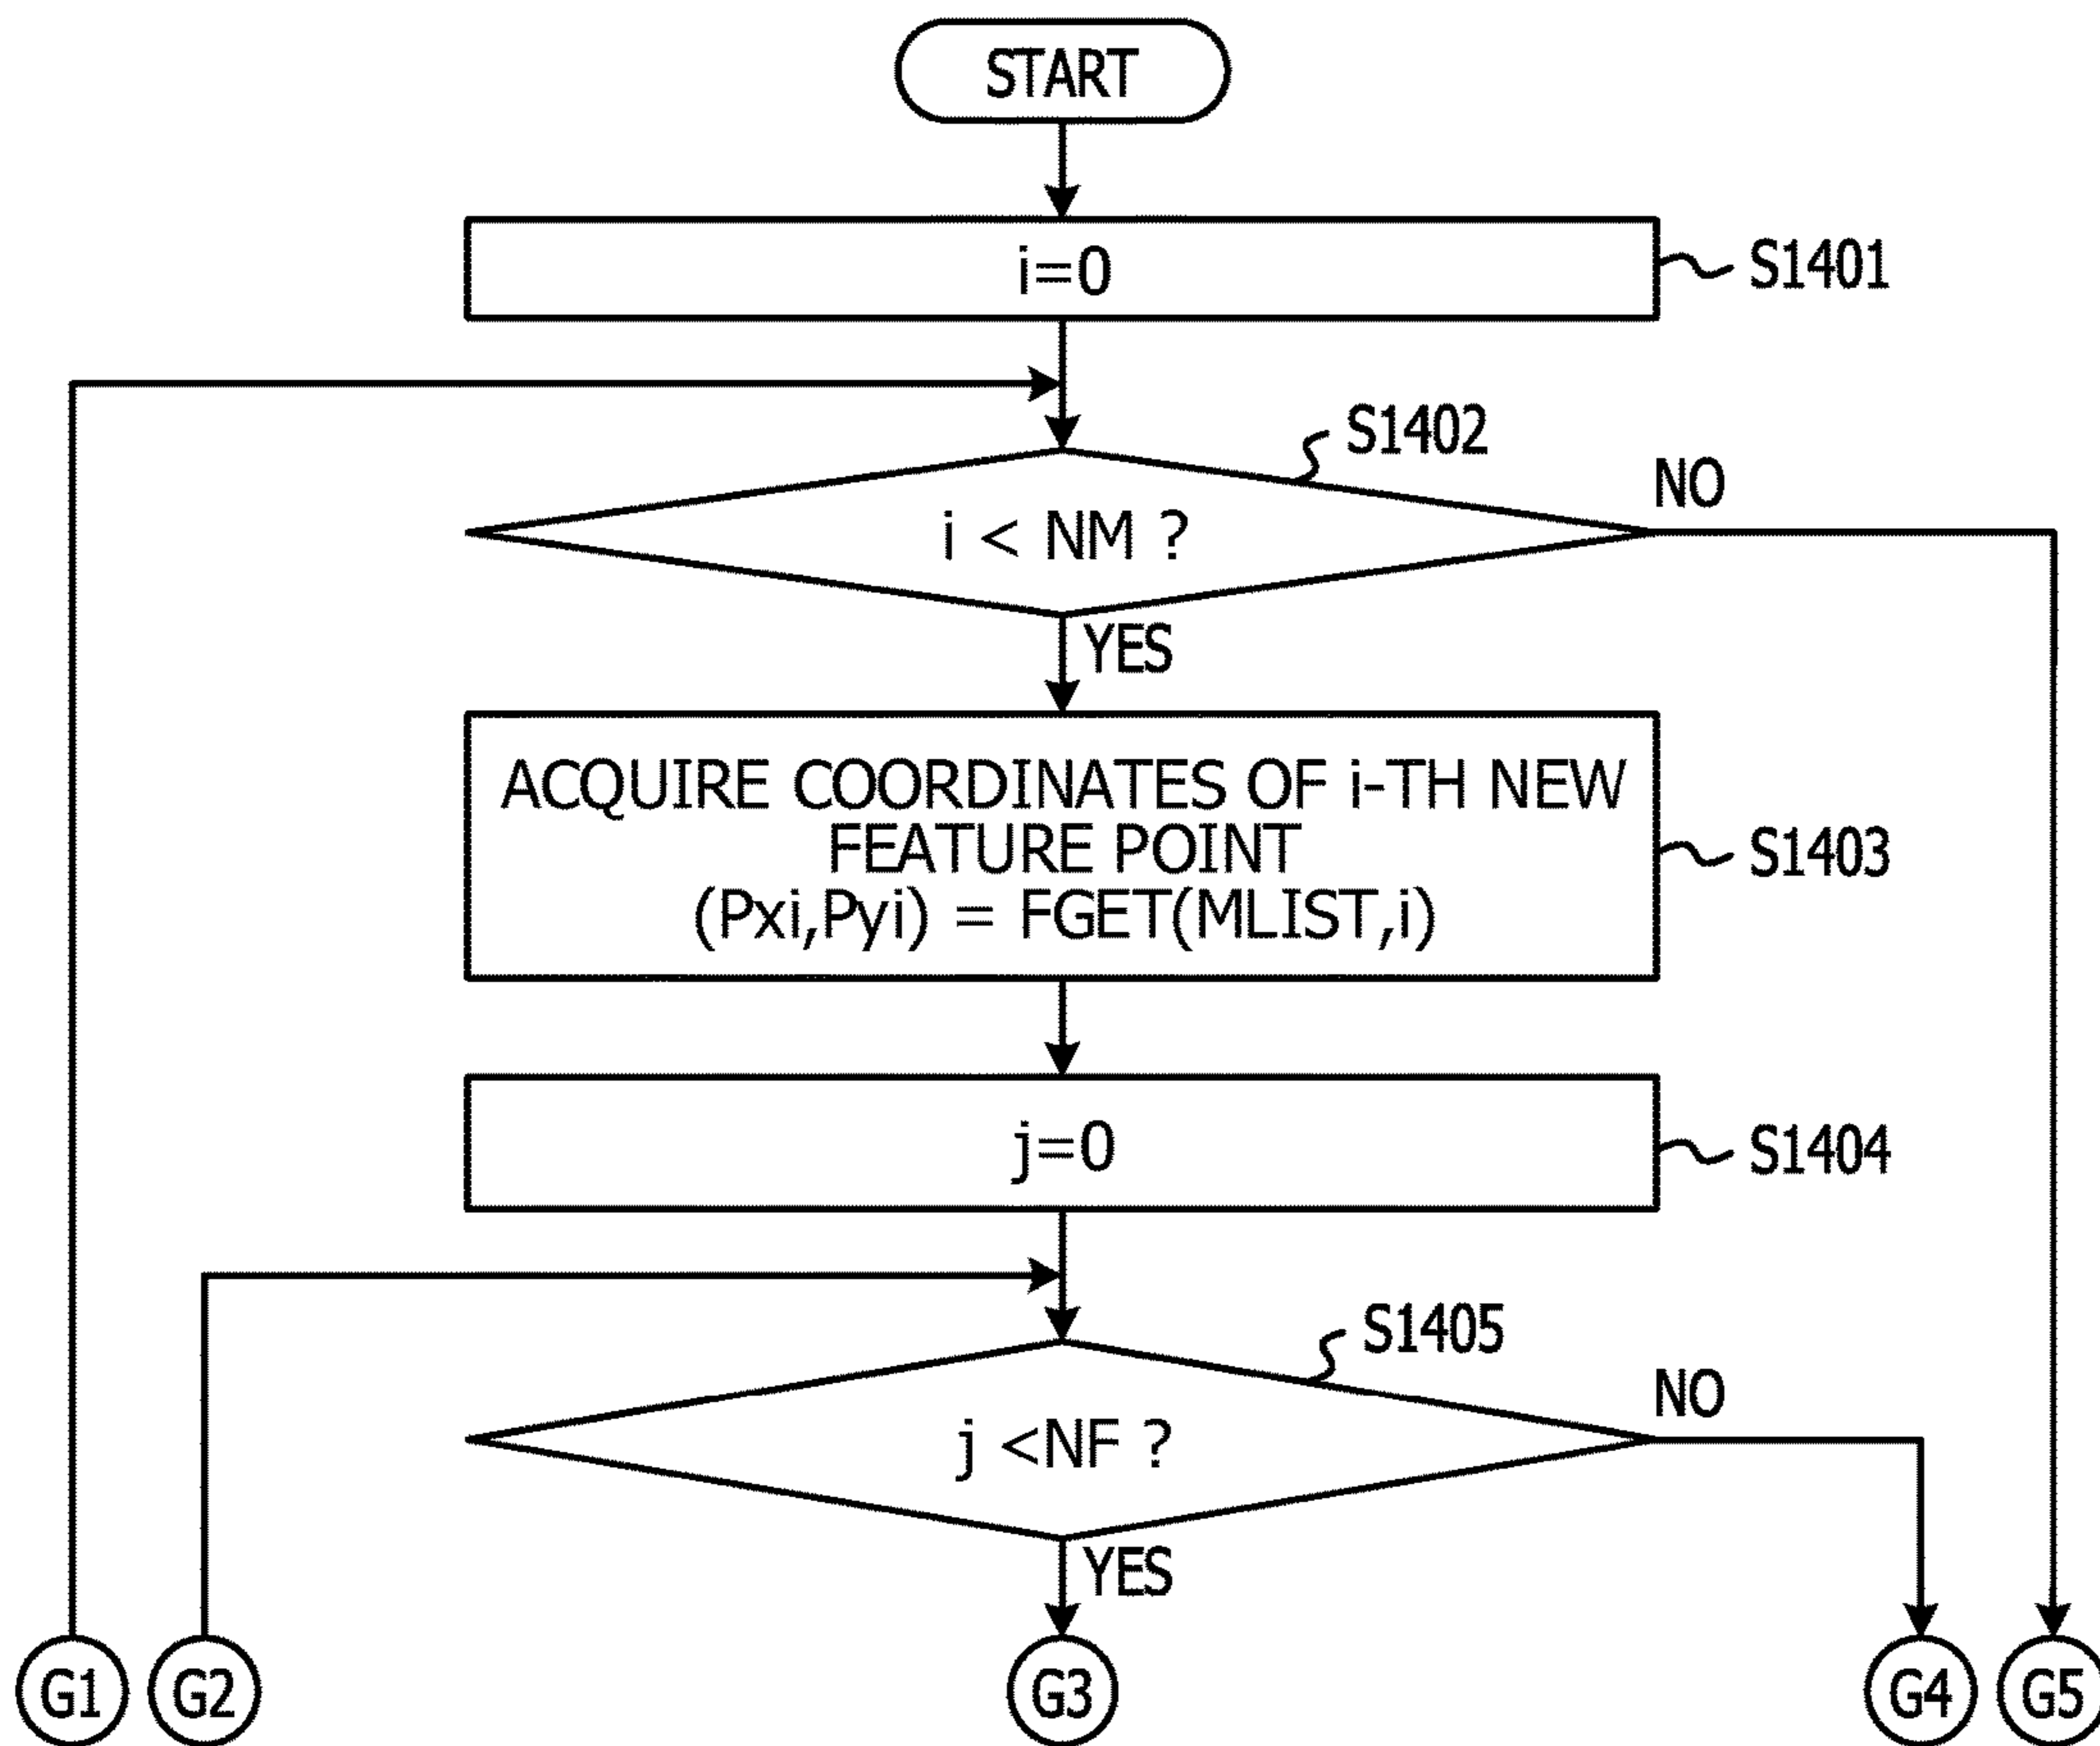 START
i=0
S1401
S1402
NO
i < NM ?
YES
ACQUIRE COORDINATES OF i-TH NEW
FEATURE POINT
(Pxi,Pyi) = FGET(MLIST,i)
S1403
j=0
S1404
S1405
NO
j <NF ?
YES
G1
G2
G3
G4
G5